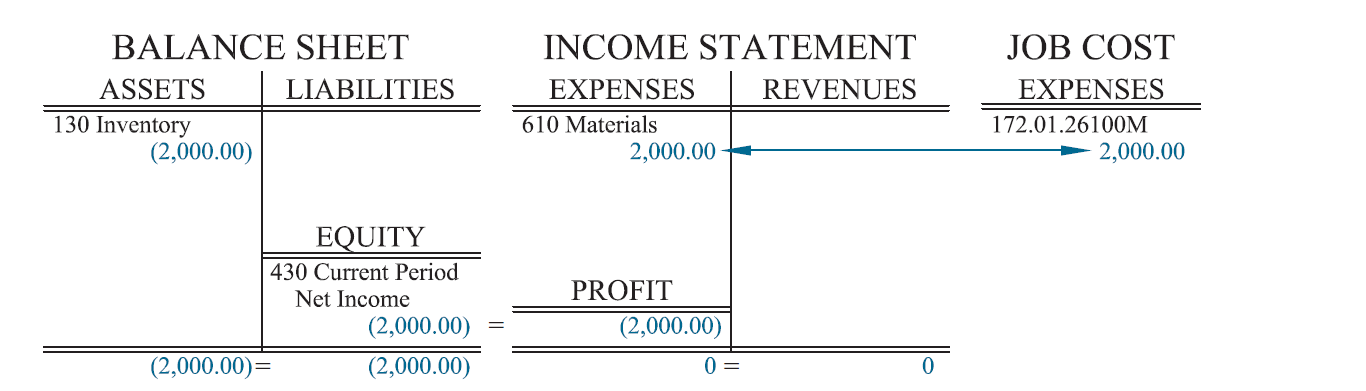 BALANCE SHEET INCOME STATEMENT JOB COST
ASSETS LIABILITIES EXPENSES REVENUES EXPENSES
130 Inventory 610 Materials 172.01.26100M
(2,000.00) 2,000.00 2,000.00
EQUITY
430 Current Period
Net Income PROFIT
(2,000.00) = (2,000.00)
(2,000.00) = (2,000.00) 0 = 0